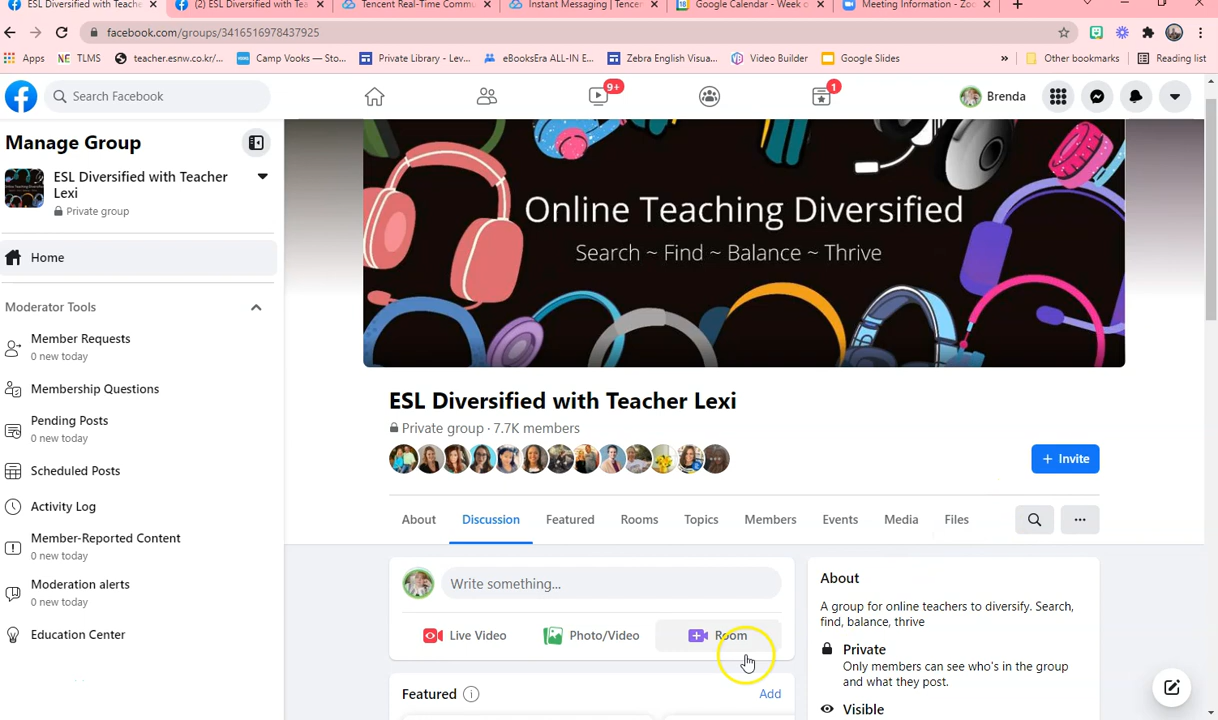 ESL Diversified with Teache
(2) ESL Diversified with Tea
Tencent Real-Time Commu
Instant Messaging | Tencer
Google Calendar - Week o
Meeting Information - Zoo
facebook.com/groups/3416516978437925
Apps
NE TLMS
teacher.esnw.co.kr/...
Camp Vooks — Sto...
Private Library - Lev...
eBooksEra ALL-IN E...
Zebra English Visua...
Video Builder
Google Slides
»
Other bookmarks
Reading list
Search Facebook
9+
1
Brenda
Manage Group
ESL Diversified with Teacher
Lexi
Private group
Home
Moderator Tools
Member Requests
0 new today
Membership Questions
Pending Posts
0 new today
Scheduled Posts
Activity Log
Member-Reported Content
0 new today
Moderation alerts
0 new today
Education Center
Online Teaching Diversified
Search ~ Find ~ Balance ~ Thrive
ESL Diversified with Teacher Lexi
Private group · 7.7K members
+ Invite
About
Discussion
Featured
Rooms
Topics
Members
Events
Media
Files
Write something...
Live Video
Photo/Video
Room
Featured
Add
About
A group for online teachers to diversify. Search,
find, balance, thrive
Private
Only members can see who's in the group
and what they post.
Visible